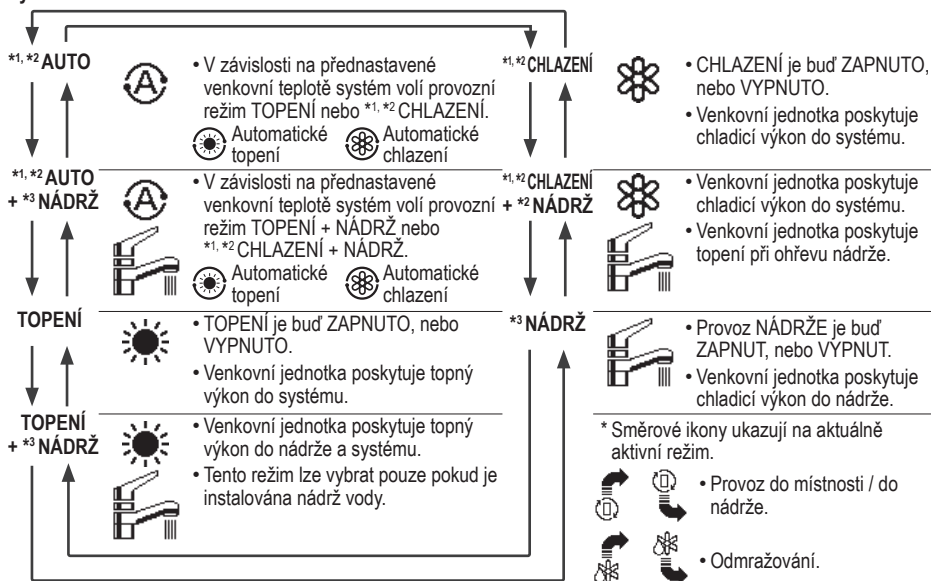 *1, *2 AUTO
• V závislosti na přednastavené
venkovní teplotě systém volí provozní
režim TOPENÍ nebo *1, *2 CHLAZENÍ.
Automatické
topení
Automatické
chlazení
*1, *2 AUTO
+ *3 NÁDRŽ
• V závislosti na přednastavené
venkovní teplotě systém volí provozní
režim TOPENÍ + NÁDRŽ nebo
*1, *2 CHLAZENÍ + NÁDRŽ.
Automatické
topení
Automatické
chlazení
TOPENÍ
• TOPENÍ je buď ZAPNUTO, nebo
VYPNUTO.
• Venkovní jednotka poskytuje topný
výkon do systému.
TOPENÍ
+ *3 NÁDRŽ
• Venkovní jednotka poskytuje topný
výkon do nádrže a systému.
• Tento režim lze vybrat pouze pokud je
instalována nádrž vody.
*1, *2 CHLAZENÍ
• CHLAZENÍ je buď ZAPNUTO,
nebo VYPNUTO.
• Venkovní jednotka poskytuje
chladicí výkon do systému.
*1, *2 CHLAZENÍ
+ *2 NÁDRŽ
• Venkovní jednotka poskytuje
chladicí výkon do systému.
• Venkovní jednotka poskytuje
topení při ohřevu nádrže.
*3 NÁDRŽ
• Provoz NÁDRŽE je buď
ZAPNUT, nebo VYPNUT.
• Venkovní jednotka poskytuje
chladicí výkon do nádrže.
* Směrové ikony ukazují na aktuálně
aktivní režim.
• Provoz do místnosti / do
nádrže.
• Odmražování.